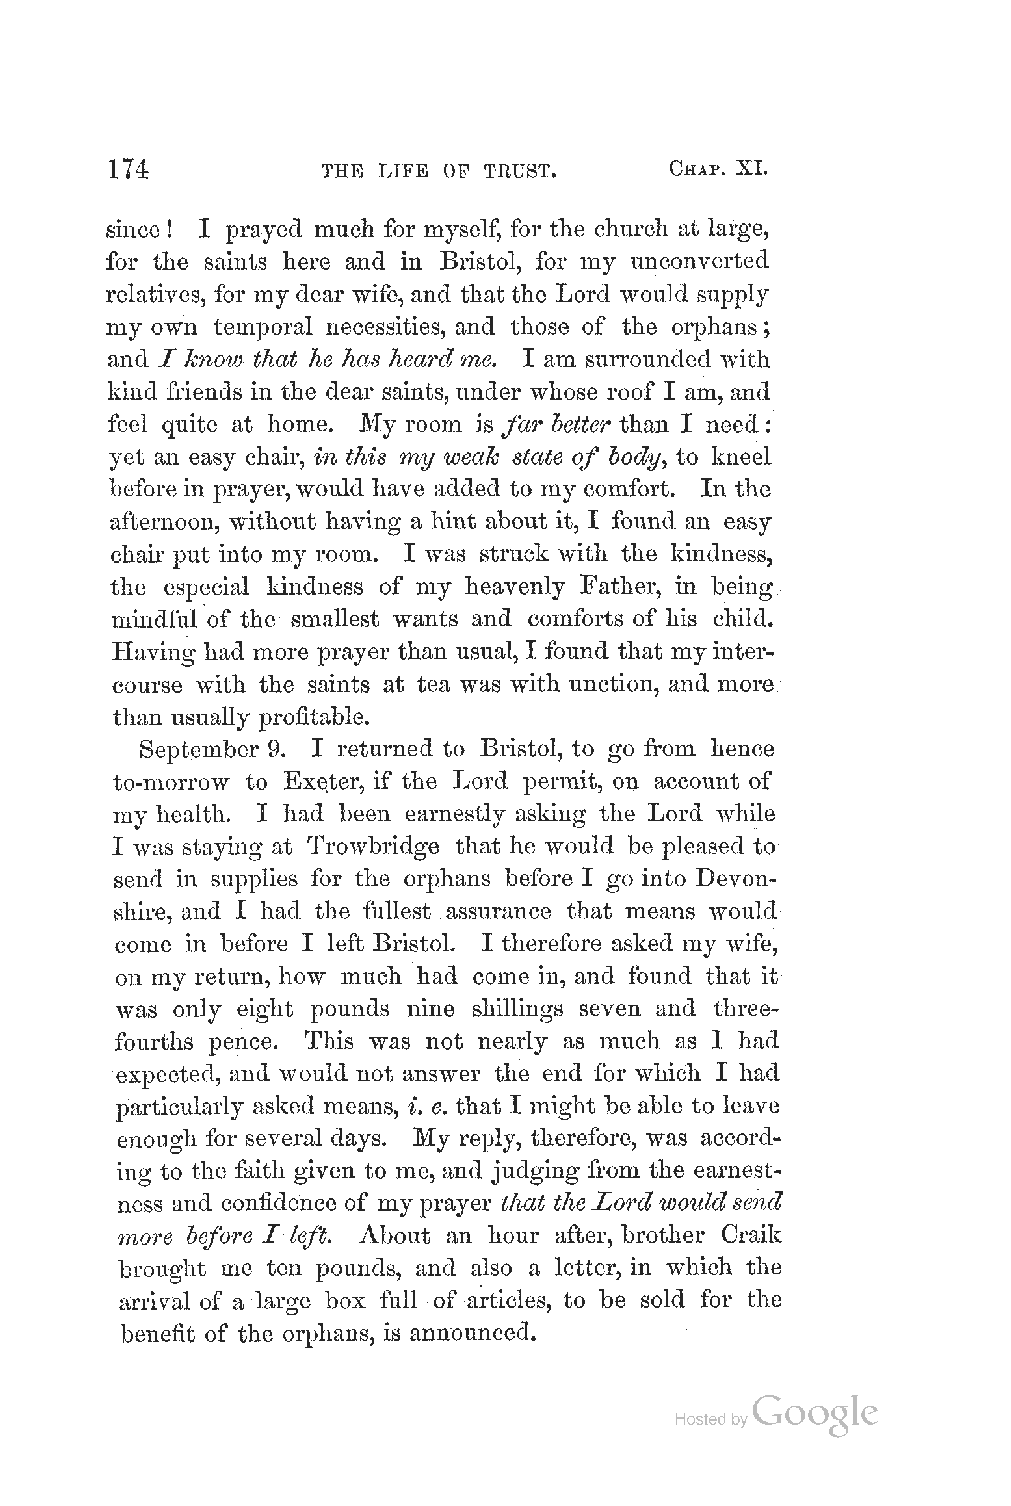 174 THE LIFE OF TRUST. CHAP. XI.
since! I prayed much for myself, for the church at large,
for the saints here and in Bristol, for my unconverted
relatives, for my dear wife, and that the Lord would supply
my own temporal necessities, and those of the orphans;
and I know that he has heard me. I am surrounded with
kind friends in the dear saints, under whose roof I am, and
feel quite at home. My room is far better than I need:
yet an easy chair, in this my weak state of body, to kneel
before in prayer, would have added to my comfort. In the
afternoon, without having a hint about it, I found an easy
chair put into my room. I was struck with the kindness,
the especial kindness of my heavenly Father, in being
mindful of the smallest wants and comforts of his child.
Having had more prayer than usual, I found that my inter-
course with the saints at tea was with unction, and more
than usually profitable.
September 9. I returned to Bristol, to go from hence
to-morrow to Exeter, if the Lord permit, on account of
my health. I had been earnestly asking the Lord while
I was staying at Trowbridge that he would be pleased to
send in supplies for the orphans before I go into Devon-
shire, and I had the fullest assurance that means would
come in before I left Bristol. I therefore asked my wife,
on my return, how much had come in, and found that it
was only eight pounds nine shillings seven and three-
fourths pence. This was not nearly as much as I had
expected, and would not answer the end for which I had
particularly asked means, i. e. that I might be able to leave
enough for several days. My reply, therefore, was accord-
ing to the faith given to me, and judging from the earnest-
ness and confidence of my prayer that the Lord would send
more before I left. About an hour after, brother Craik
brought me ten pounds, and also a letter, in which the
arrival of a large box full of articles, to be sold for the
benefit of the orphans, is announced.
Hosted by Google